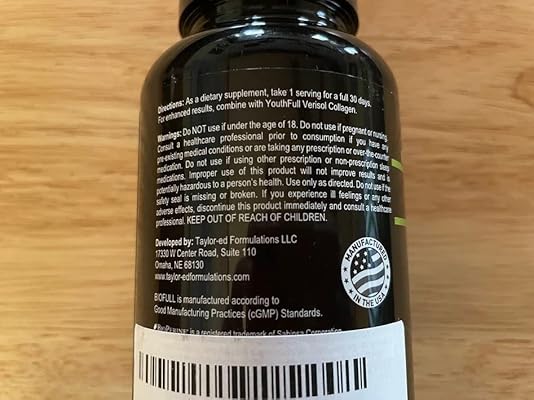 Directions: As a dietary supplement, take 1 serving for a full 30 days.
For enhanced results, combine with YouthFull Verisol Collagen.
Warnings: Do NOT use if under the age of 18. Do not use if pregnant or nursing.
Consult a healthcare professional prior to consumption if you have any
pre-existing medical conditions or are taking any prescription or over-the-counter
medication. Do not use if using other prescription or non-prescription sleep
medications. Improper use of this product will not improve results and is
potentially hazardous to a person's health. Use only as directed. Do not use if the
safety seal is missing or broken. If you experience ill feelings or any other
adverse effects, discontinue this product immediately and consult a healthcare
professional. KEEP OUT OF REACH OF CHILDREN.
Developed by: Taylor-ed Formulations LLC
17330 W Center Road, Suite 110
Omaha, NE 68130
www.taylor-edformulations.com
MANUFACTURED
IN THE USA
BIOFULL is manufactured according to
Good Manufacturing Practices (cGMP) Standards.
BioPerine® is a registered trademark of Sabinsa Corporation